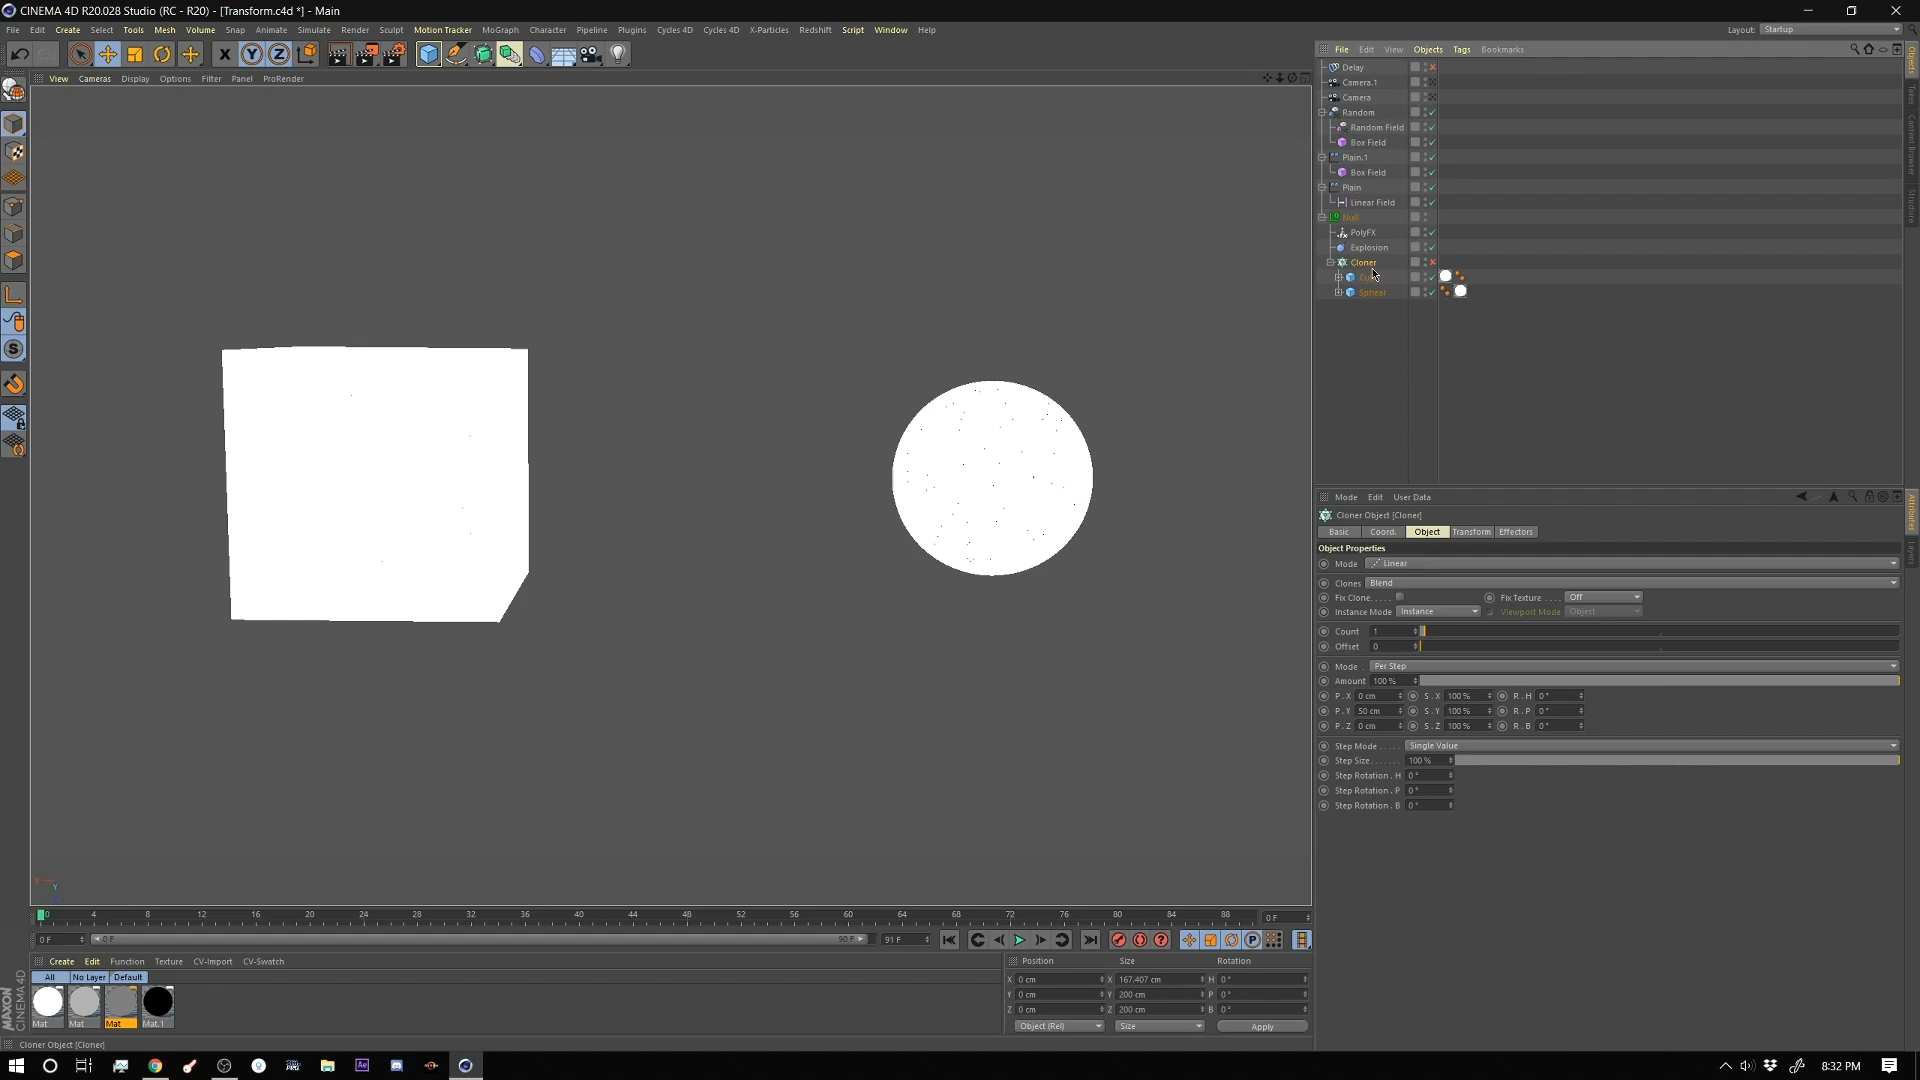 CINEMA 4D R20.028 Studio (RC - R20) - [Transform.c4d *] - Main
File Edit Create Select Tools Mesh Volume Snap Animate Simulate Render Sculpt Motion Tracker MoGraph Character Pipeline Plugins Cycles 4D Cycles 4D X-Particles Redshift Script Window Help
Layout: Startup
X Y Z
File Edit View Objects Tags Bookmarks
View Cameras Display Options Filter Panel ProRender
Delay
Camera.1
Camera
Random
Random Field
Box Field
Plain.1
Box Field
Plain
Linear Field
Null
PolyFX
Explosion
Cloner
Sphear
Objects
Takes
Content Browser
Structure
Mode Edit User Data
Cloner Object [Cloner]
Basic Coord. Object Transform Effectors
Object Properties
Mode Linear
Clones Blend
Fix Clone..... Fix Texture .... Off
Instance Mode Instance Viewport Mode Object
Count 1
Offset 0
Mode . Per Step
Amount 100 %
P . X 0 cm S . X 100 % R . H 0 °
P . Y 50 cm S . Y 100 % R . P 0 °
P . Z 0 cm S . Z 100 % R . B 0 °
Step Mode ..... Single Value
Step Size....... 100 %
Step Rotation . H 0 °
Step Rotation . P 0 °
Step Rotation . B 0 °
Attributes
Layers
X
Y
0 4 8 12 16 20 24 28 32 36 40 44 48 52 56 60 64 68 72 76 80 84 88
0 F
0 F 0 F 90 F 91 F
Create Edit Function Texture CV-Import CV-Swatch
All No Layer Default
Mat Mat Mat Mat.1
Position Size Rotation
X 0 cm X 167.407 cm H 0 °
Y 0 cm Y 200 cm P 0 °
Z 0 cm Z 200 cm B 0 °
Object (Rel) Size Apply
MAXON
CINEMA 4D
Cloner Object [Cloner]
8:32 PM